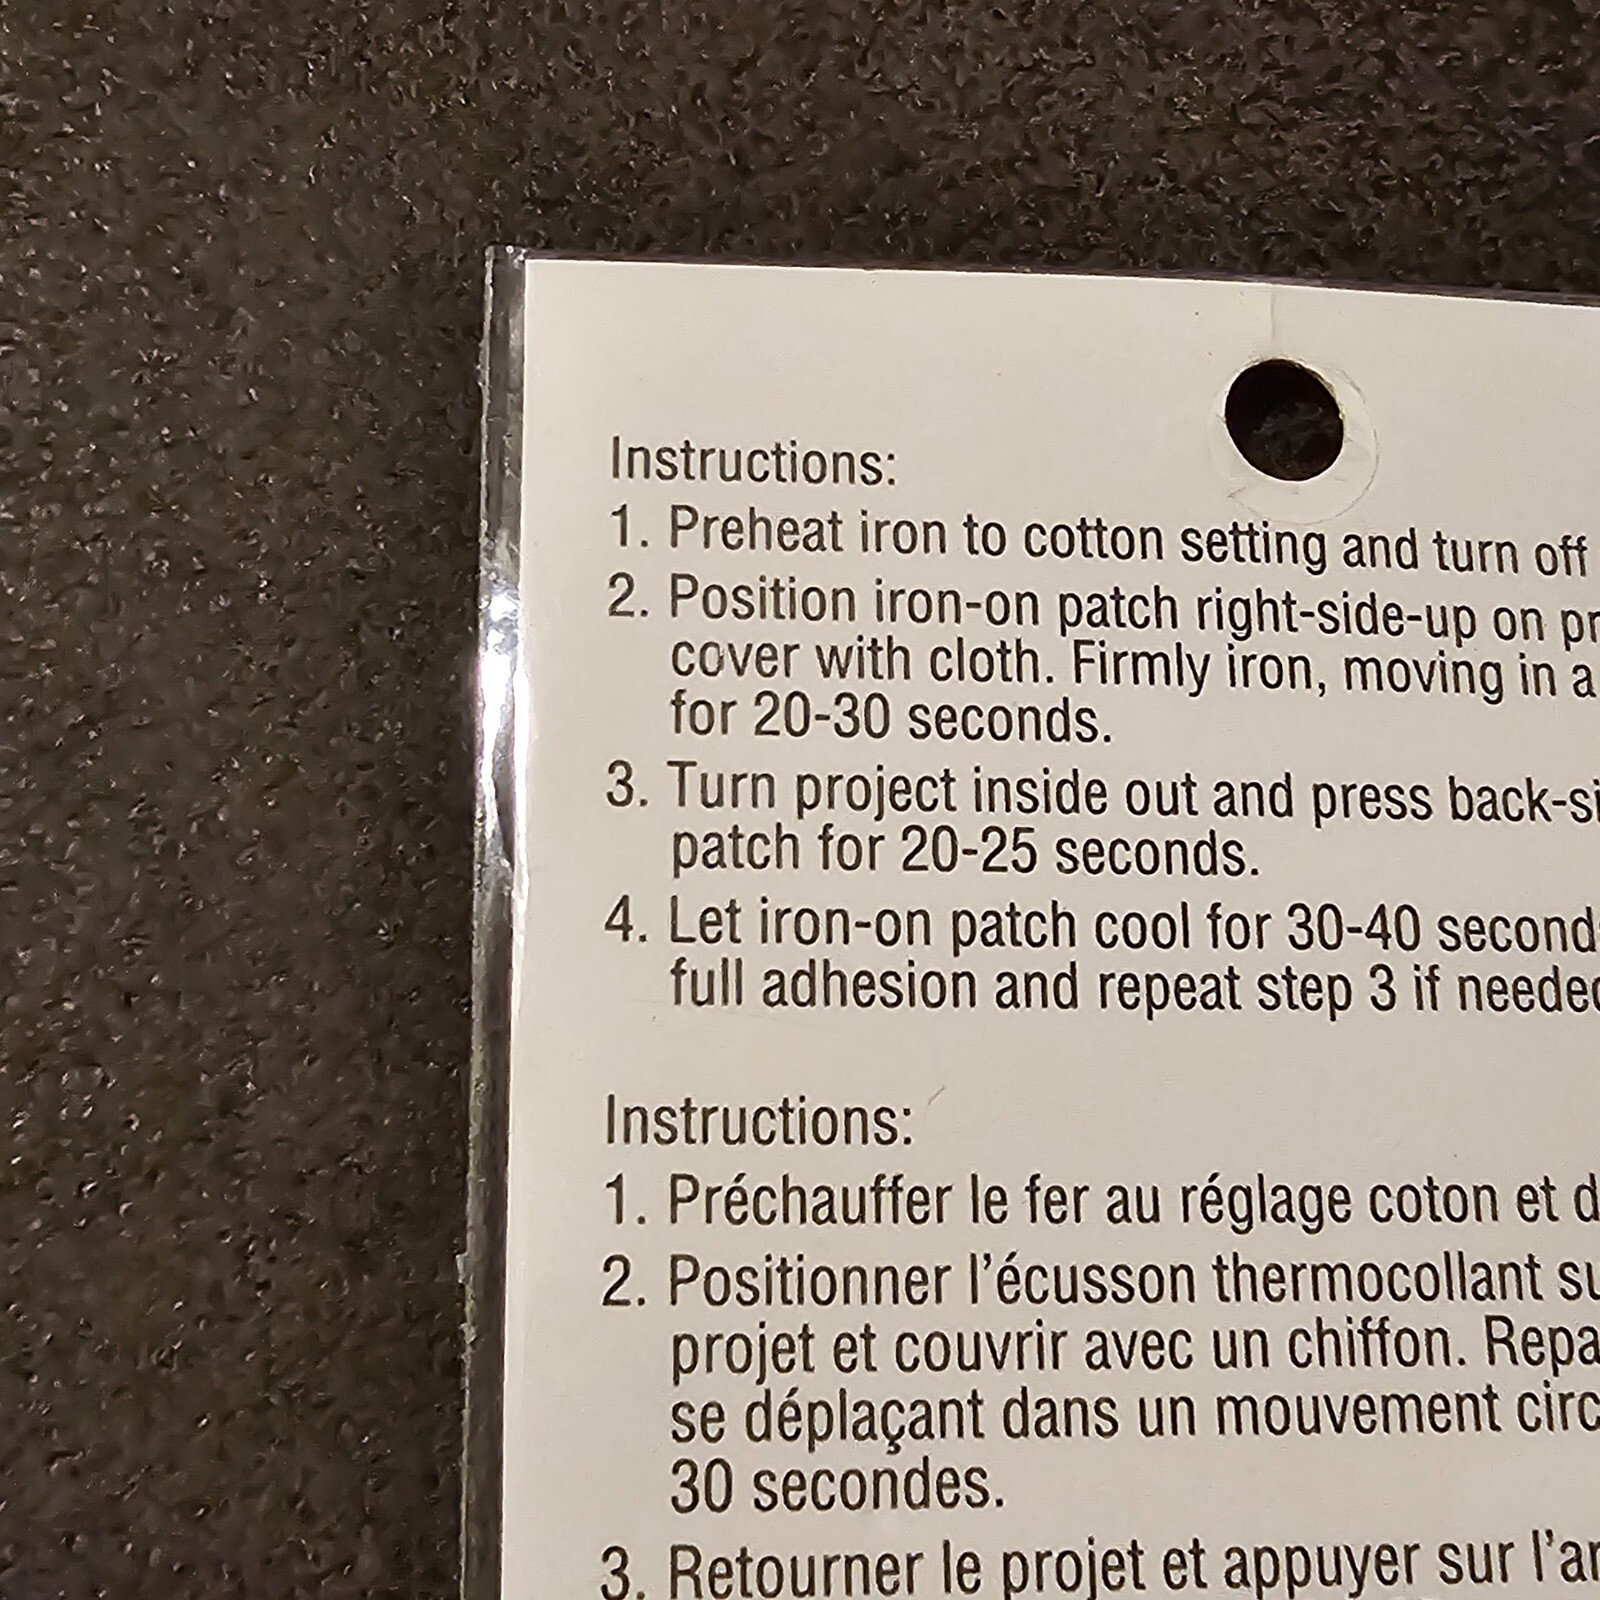 Instructions:
1. Preheat iron to cotton setting and turn off
2. Position iron-on patch right-side-up on
cover with cloth. Firmly iron, moving in a
for 20-30 seconds.
3. Turn project inside out and press
patch for 20-25 seconds.
4. Let iron-on patch cool for 30-40
full adhesion and repeat step 3 if
Instructions:
1. Préchauffer le fer au réglage coton et
2. Positionner l'écusson thermocollant
projet et couvrir avec un chiffon.
se déplaçant dans un mouvement
30 secondes.
3. Retourner le projet et appuyer sur